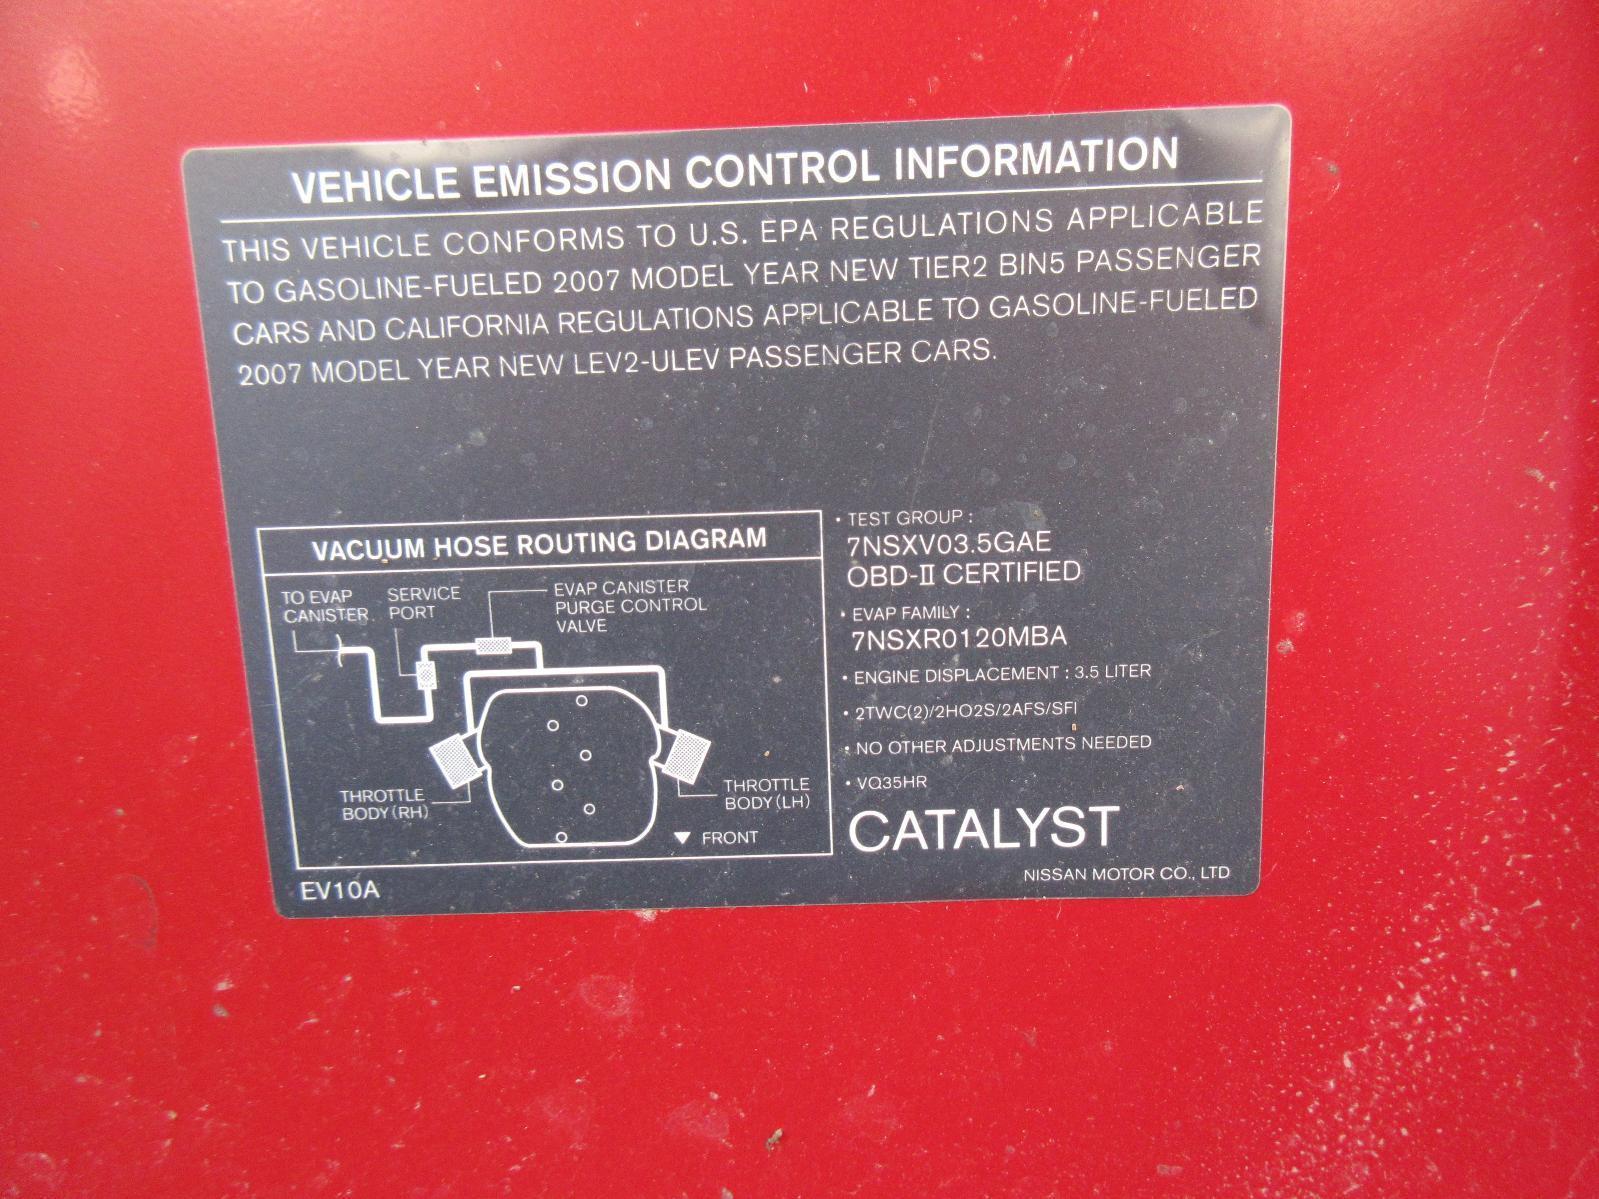 VEHICLE EMISSION CONTROL INFORMATION
THIS VEHICLE CONFORMS TO U.S. EPA REGULATIONS APPLICABLE
TO GASOLINE-FUELED 2007 MODEL YEAR NEW TIER2 BIN5 PASSENGER
CARS AND CALIFORNIA REGULATIONS APPLICABLE TO GASOLINE-FUELED
2007 MODEL YEAR NEW LEV2-ULEV PASSENGER CARS.
VACUUM HOSE ROUTING DIAGRAM
TO EVAP
CANISTER
SERVICE
PORT
EVAP CANISTER
PURGE CONTROL
VALVE
THROTTLE
BODY(RH)
THROTTLE
BODY(LH)
▼ FRONT
EV10A
• TEST GROUP :
7NSXV03.5GAE
OBD-II CERTIFIED
• EVAP FAMILY :
7NSXR0120MBA
• ENGINE DISPLACEMENT : 3.5 LITER
• 2TWC(2)/2HO2S/2AFS/SFI
• NO OTHER ADJUSTMENTS NEEDED
• VQ35HR
CATALYST
NISSAN MOTOR CO., LTD